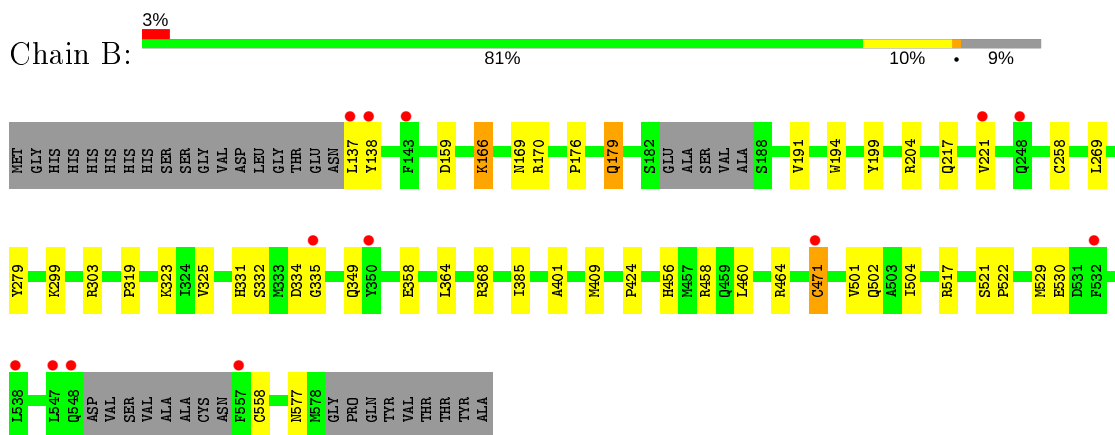 3%
Chain B:
81% 10% • 9%
MET GLY HIS HIS HIS HIS HIS HIS SER SER GLY VAL ASP LEU GLY THR GLU ASN L137 Y138 F143 D159 K166 N169 R170 P176 Q179 S182 GLU ALA SER VAL ALA S188 V191 W194 Y199 R204 Q217 V221 Q248 C258 L269
Y279 K299 R303 P319 K323 I324 V325 H331 S332 M333 D334 G335 Q349 Y350 E358 L364 R368 I385 A401 M409 P424 H456 M457 R458 Q459 L460 R464 C471 V501 Q502 A503 I504 R517 S521 P522 M529 E530 D531 F532
L538 L547 Q548 ASP VAL SER VAL ALA ALA CYS ASN F557 C558 N577 M578 GLY PRO GLN TYR VAL THR THR TYR ALA